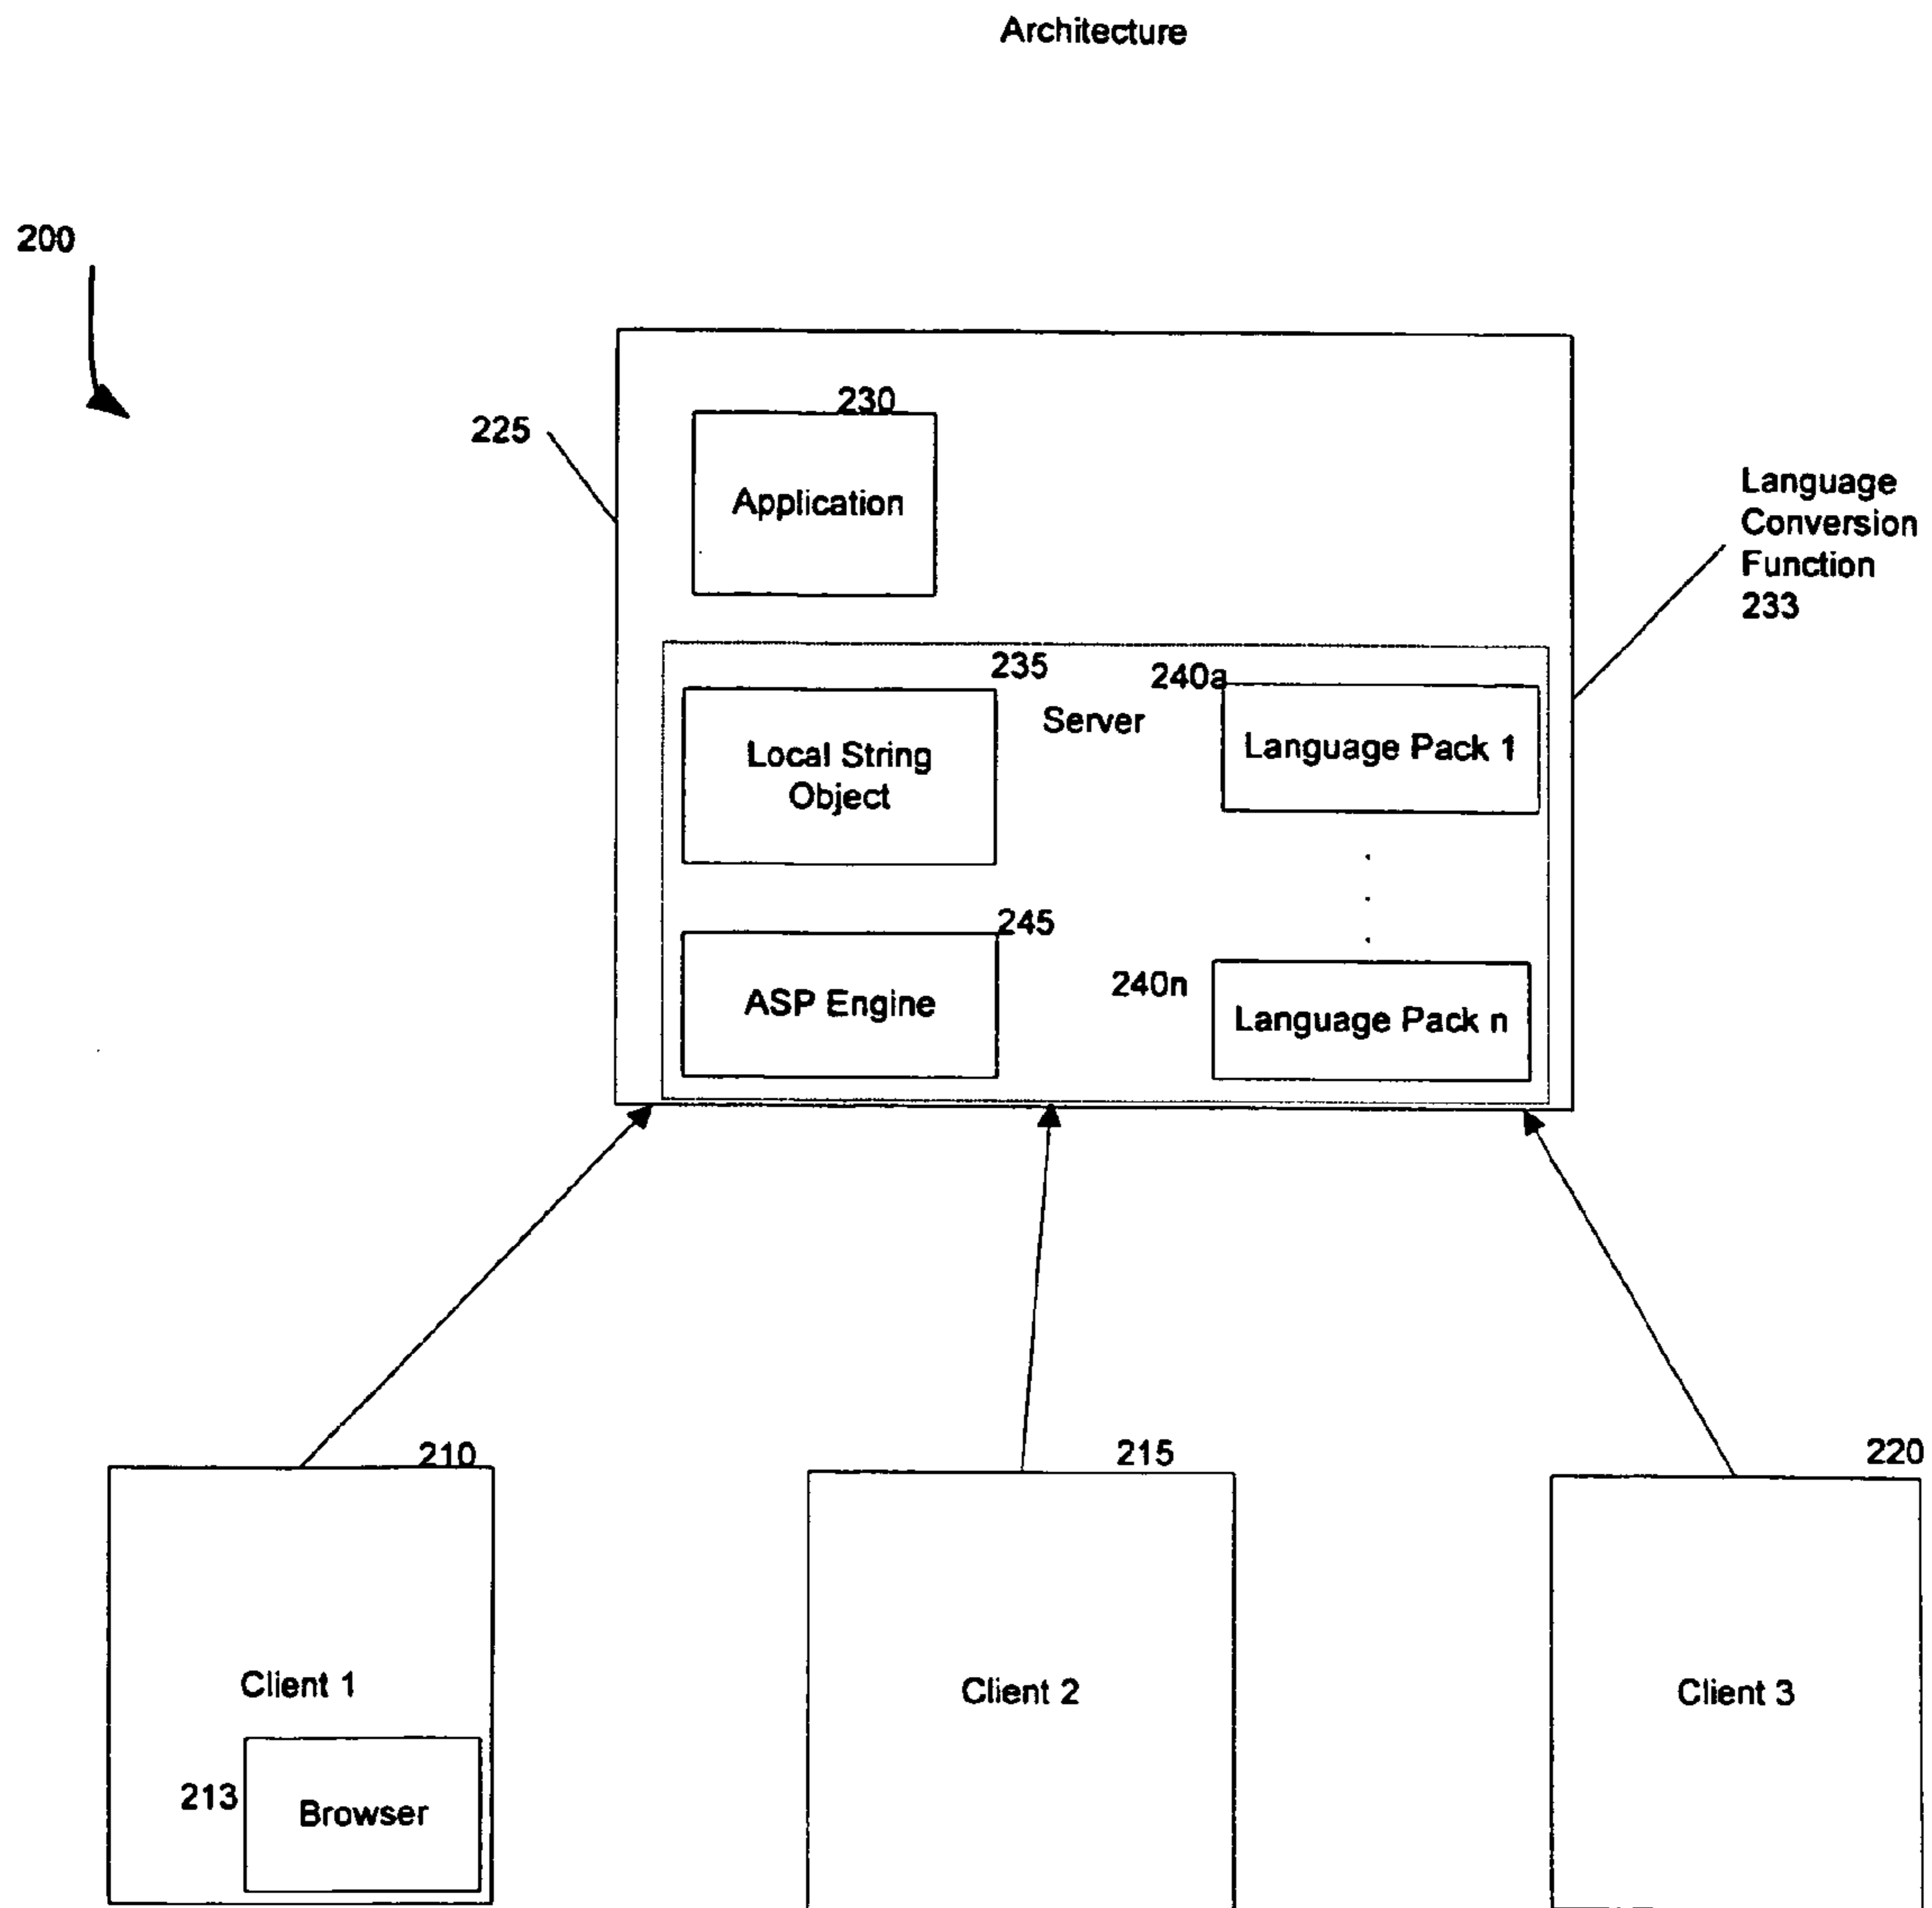 Architecture
200
230
225
Application
Language
Conversion
Function
233
235
240a
Server
Local String
Object
Language Pack 1
.
.
.
245
240n
ASP Engine
Language Pack n
210
215
220
Client 1
Client 2
Client 3
213
Browser